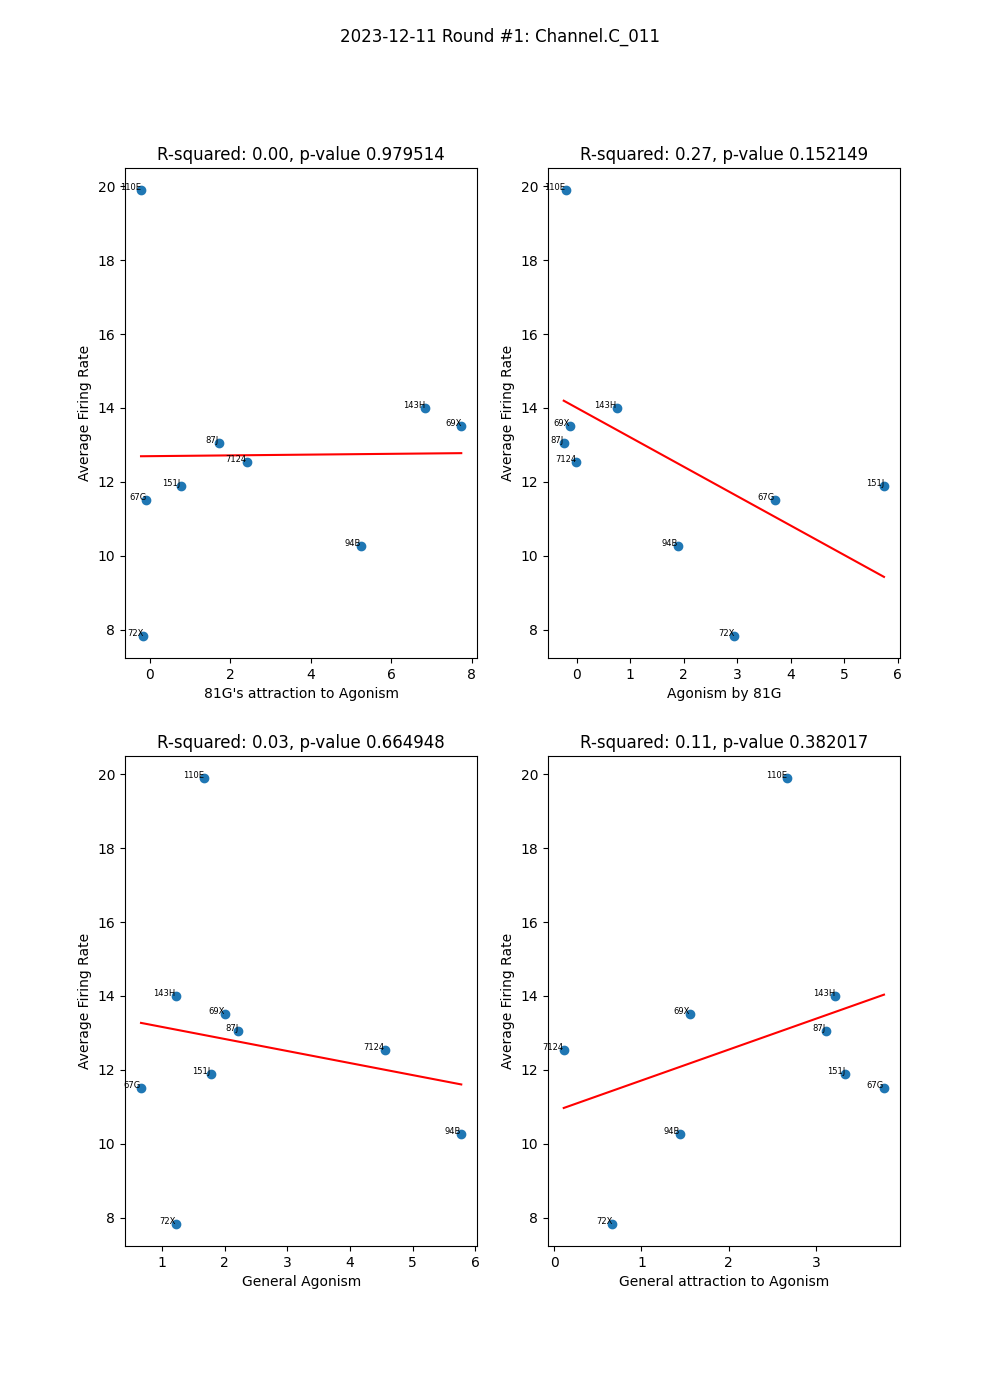 2023-12-11 Round #1: Channel.C_011
R-squared: 0.00, p-value 0.979514
20
18
16
14
12
10
8
Average Firing Rate
110E
143H
69X
87J
7124
151J
67G
94B
72X
0 2 4 6 8
81G's attraction to Agonism
R-squared: 0.27, p-value 0.152149
20
18
16
14
12
10
8
Average Firing Rate
110E
143H
69X
87J
7124
151J
67G
94B
72X
0 1 2 3 4 5 6
Agonism by 81G
R-squared: 0.03, p-value 0.664948
20
18
16
14
12
10
8
Average Firing Rate
110E
143H
69X
87J
7124
151J
67G
94B
72X
1 2 3 4 5 6
General Agonism
R-squared: 0.11, p-value 0.382017
20
18
16
14
12
10
8
Average Firing Rate
110E
143H
69X
87J
7124
151J
67G
94B
72X
0 1 2 3
General attraction to Agonism